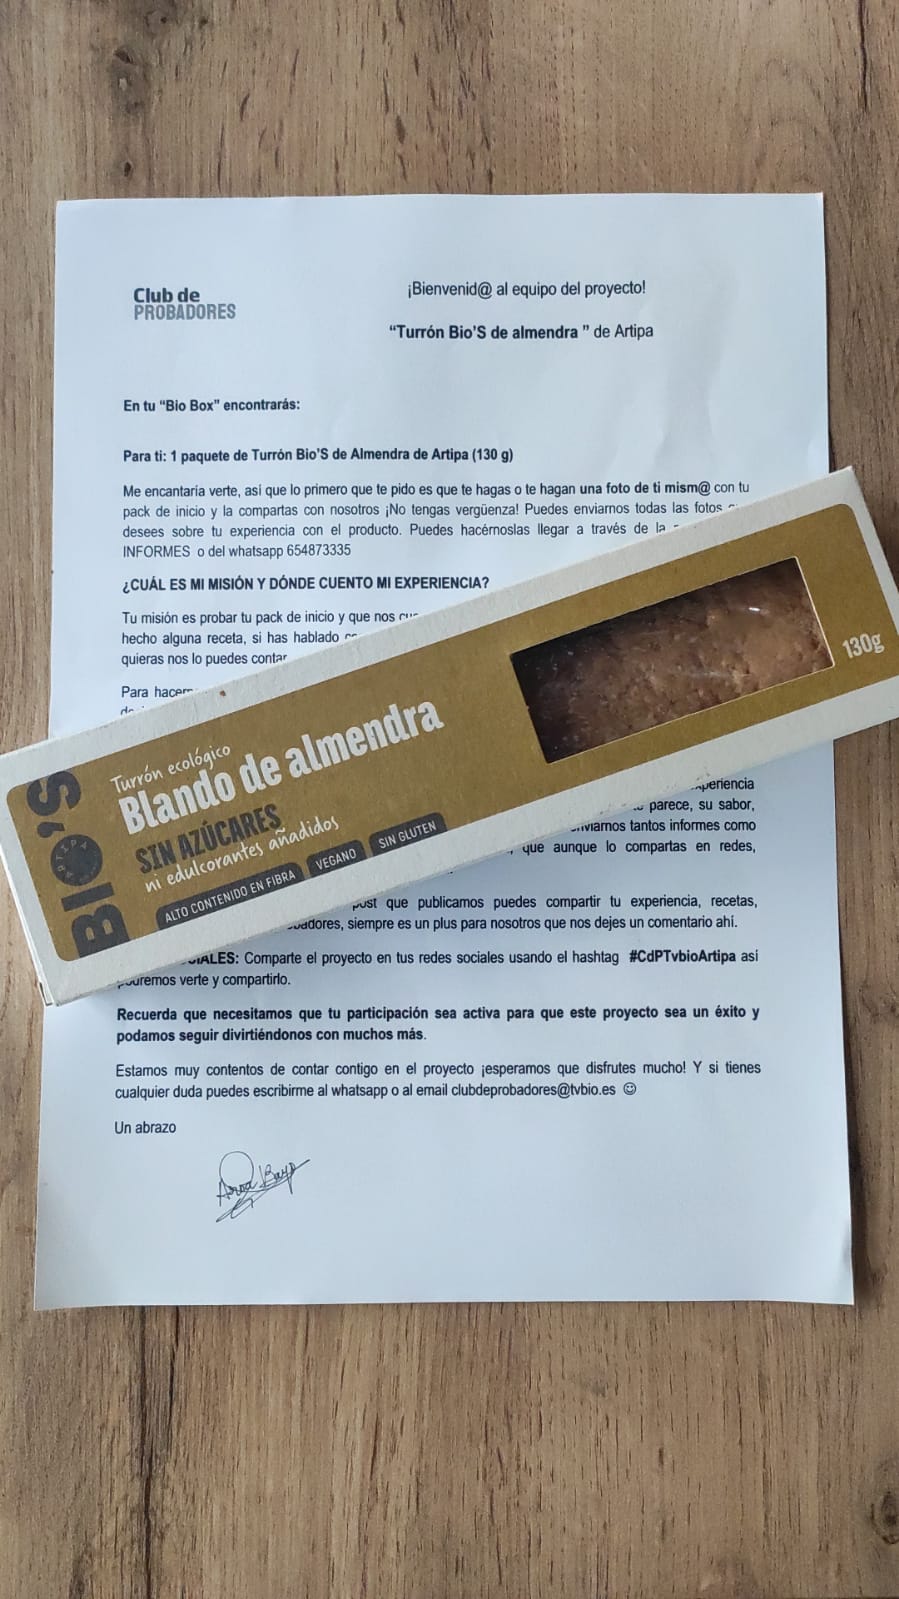 Club de
PROBADORES
¡Bienvenid@ al equipo del proyecto!
“Turrón Bio’S de almendra ” de Artipa
En tu “Bio Box” encontrarás:
Para ti: 1 paquete de Turrón Bio’S de Almendra de Artipa (130 g)
Me encantaría verte, así que lo primero que te pido es que te hagas o te hagan una foto de ti mism@ con tu
pack de inicio y la compartas con nosotros ¡No tengas vergüenza! Puedes enviarnos todas las fotos
desees sobre tu experiencia con el producto. Puedes hacérnoslas llegar a través de la
INFORMES o del whatsapp 654873335
¿CUÁL ES MI MISIÓN Y DÓNDE CUENTO MI EXPERIENCIA?
Tu misión es probar tu pack de inicio y que nos
hecho alguna receta, si has hablado
quieras nos lo puedes contar
Para
BIO’S
ARTIPA
Turrón ecológico
Blando de almendra
SIN AZÚCARES
ni edulcorantes añadidos
ALTO CONTENIDO EN FIBRA
VEGANO
SIN GLUTEN
130g
parece, su sabor,
tantos informes como
que aunque lo compartas en redes,
que publicamos puedes compartir tu experiencia, recetas,
siempre es un plus para nosotros que nos dejes un comentario ahí.
Comparte el proyecto en tus redes sociales usando el hashtag #CdPTvbioArtipa así
verte y compartirlo.
Recuerda que necesitamos que tu participación sea activa para que este proyecto sea un éxito y
podamos seguir divirtiéndonos con muchos más.
Estamos muy contentos de contar contigo en el proyecto ¡esperamos que disfrutes mucho! Y si tienes
cualquier duda puedes escribirme al whatsapp o al email clubdeprobadores@tvbio.es ☺
Un abrazo